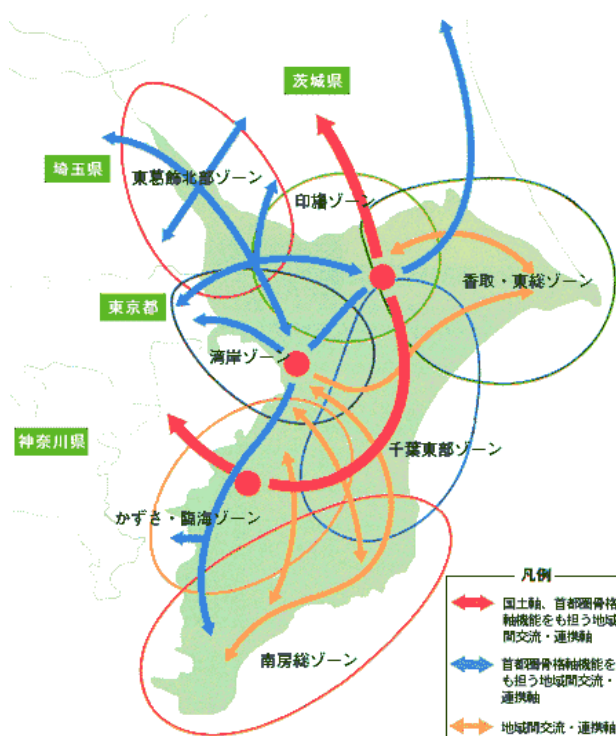 茨城県
埼玉県
東葛飾北部ゾーン
印旛ゾーン
香取・東総ゾーン
東京都
湾岸ゾーン
神奈川県
千葉東部ゾーン
かずさ・臨海ゾーン
南房総ゾーン
凡例
国土軸、首都圏骨格
軸機能をも担う地域
間交流・連携軸
首都圏骨格軸機能を
も担う地域間交流・
連携軸
地域間交流・連携軸